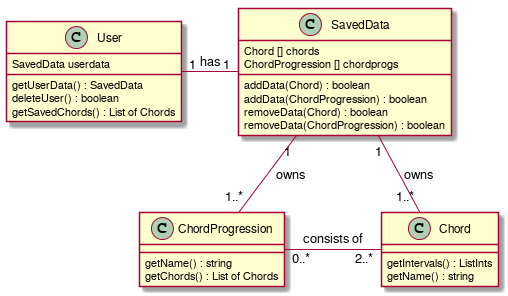 C User
SavedData userdata
getUserData() : SavedData
deleteUser() : boolean
getSavedChords() : List of Chords
1 has 1
C SavedData
Chord [] chords
ChordProgression [] chordprogs
addData(Chord) : boolean
addData(ChordProgression) : boolean
removeData(Chord) : boolean
removeData(ChordProgression) : boolean
1
owns
1..*
1
owns
1..*
C ChordProgression
getName() : string
getChords() : List of Chords
consists of
0..* 2..*
C Chord
getIntervals() : ListInts
getName() : string